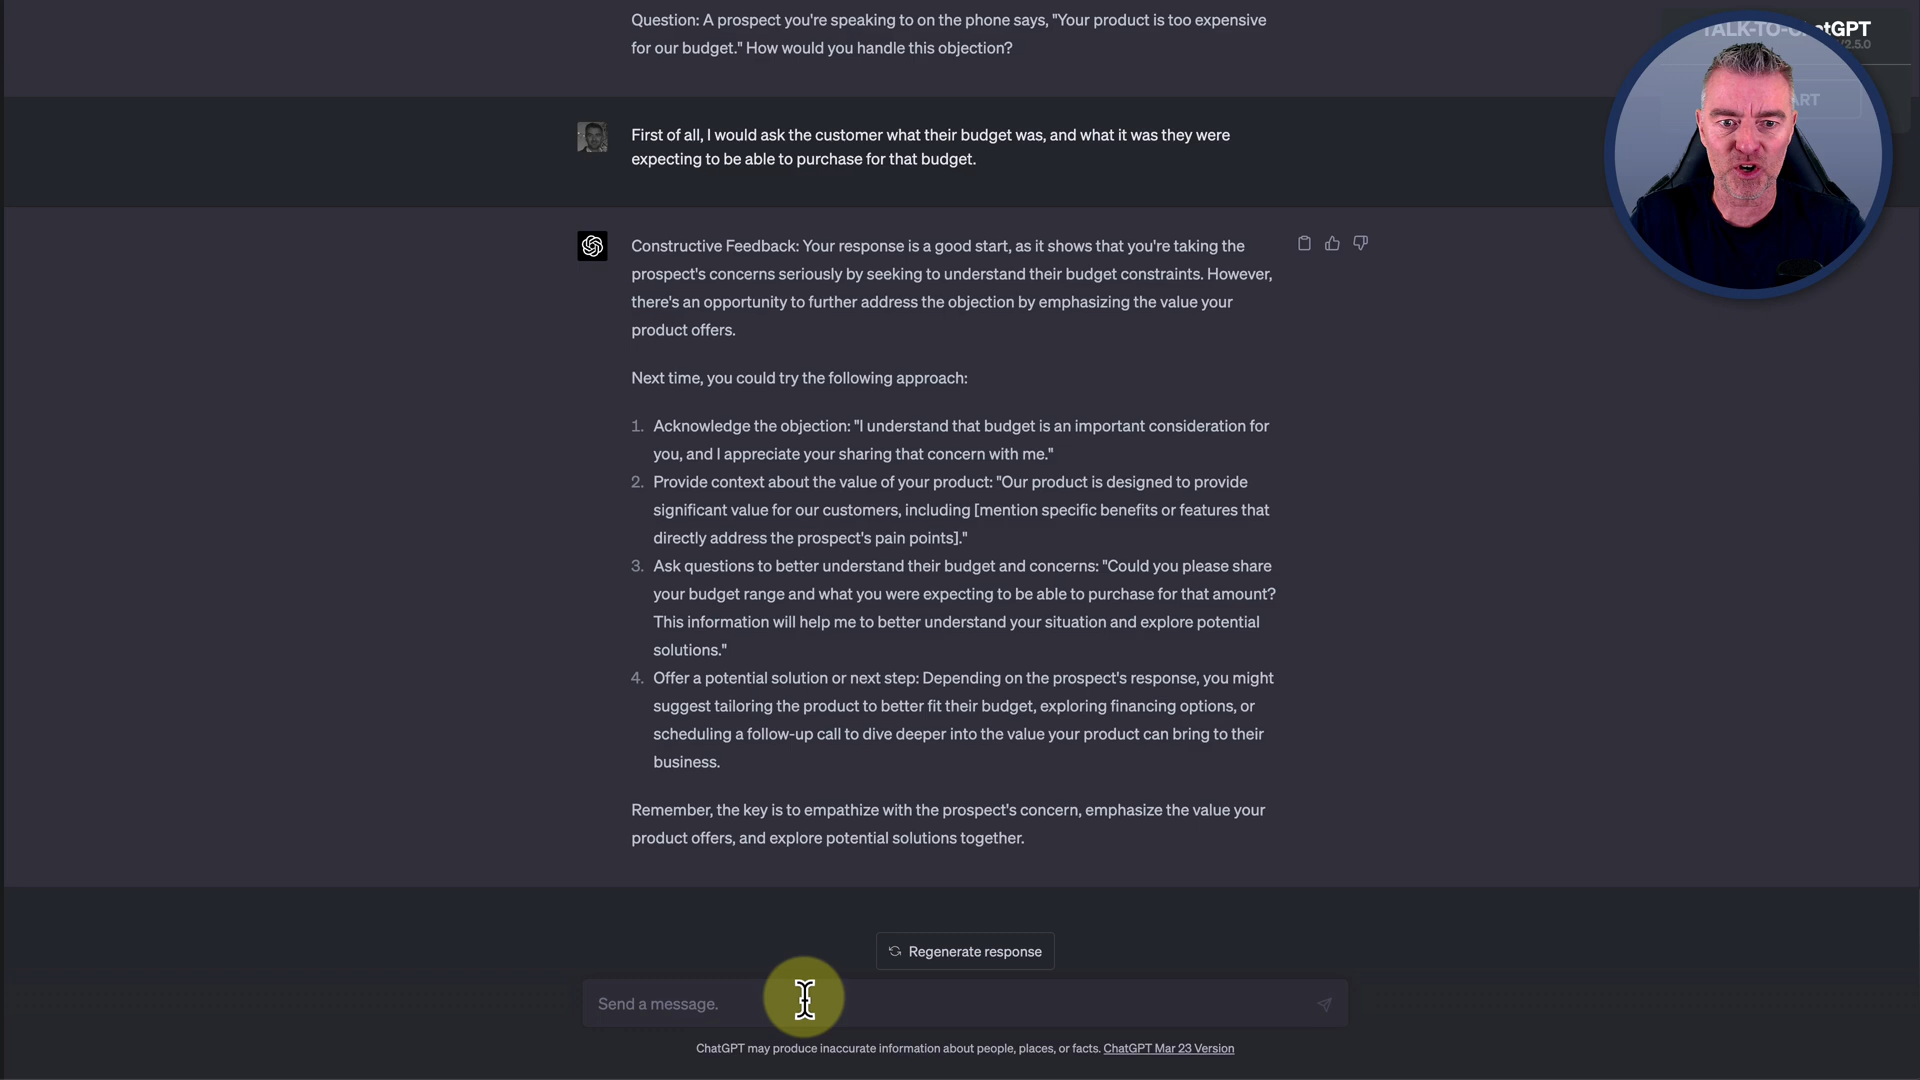 Question: A prospect you're speaking to on the phone says, "Your product is too expensive
for our budget." How would you handle this objection?
TALK-TO-ChatGPT
V2.5.0
ART
First of all, I would ask the customer what their budget was, and what it was they were
expecting to be able to purchase for that budget.
Constructive Feedback: Your response is a good start, as it shows that you're taking the
prospect's concerns seriously by seeking to understand their budget constraints. However,
there's an opportunity to further address the objection by emphasizing the value your
product offers.
Next time, you could try the following approach:
1. Acknowledge the objection: "I understand that budget is an important consideration for
you, and I appreciate your sharing that concern with me."
2. Provide context about the value of your product: "Our product is designed to provide
significant value for our customers, including [mention specific benefits or features that
directly address the prospect's pain points]."
3. Ask questions to better understand their budget and concerns: "Could you please share
your budget range and what you were expecting to be able to purchase for that amount?
This information will help me to better understand your situation and explore potential
solutions."
4. Offer a potential solution or next step: Depending on the prospect's response, you might
suggest tailoring the product to better fit their budget, exploring financing options, or
scheduling a follow-up call to dive deeper into the value your product can bring to their
business.
Remember, the key is to empathize with the prospect's concern, emphasize the value your
product offers, and explore potential solutions together.
Regenerate response
Send a message.
ChatGPT may produce inaccurate information about people, places, or facts. ChatGPT Mar 23 Version